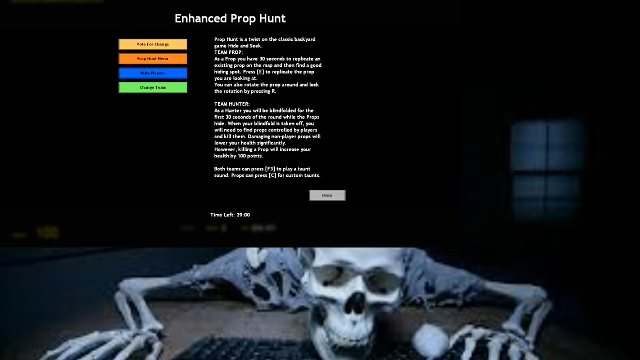 Enhanced Prop Hunt
Vote For Change
Prop Hunt Menu
Mute Players
Change Team
Prop Hunt is a twist on the classic backyard
game Hide and Seek.
TEAM PROP:
As a Prop you have 30 seconds to replicate an
existing prop on the map and then find a good
hiding spot. Press [E] to replicate the prop
you are looking at.
You can also rotate the prop around and lock
the rotation by pressing R.
TEAM HUNTER:
As a Hunter you will be blindfolded for the
first 30 seconds of the round while the Props
hide. When your blindfold is taken off, you
will need to find props controlled by players
and kill them. Damaging non-player props will
lower your health significantly.
However, killing a Prop will increase your
health by 100 points.
Both teams can press [F3] to play a taunt
sound. Props can press [C] for custom taunts.
Close
Time Left: 29:00